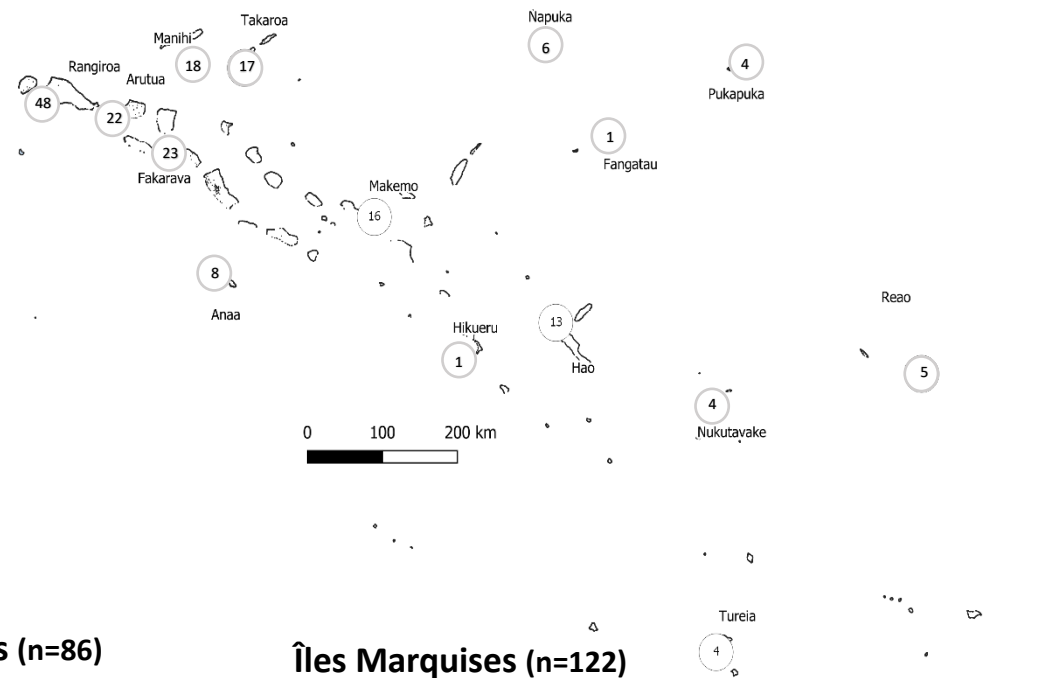 Napuka
Takaroa
Manihi
6
4
18
17
Rangiroa
Arutua
Pukapuka
48
22
1
23
Fangatau
Fakarava
Makemo
16
8
Reao
Anaa
13
Hikueru
1
Hao
5
4
0 100 200 km
Nukutavake
Tureia
4
s (n=86)
Îles Marquises (n=122)